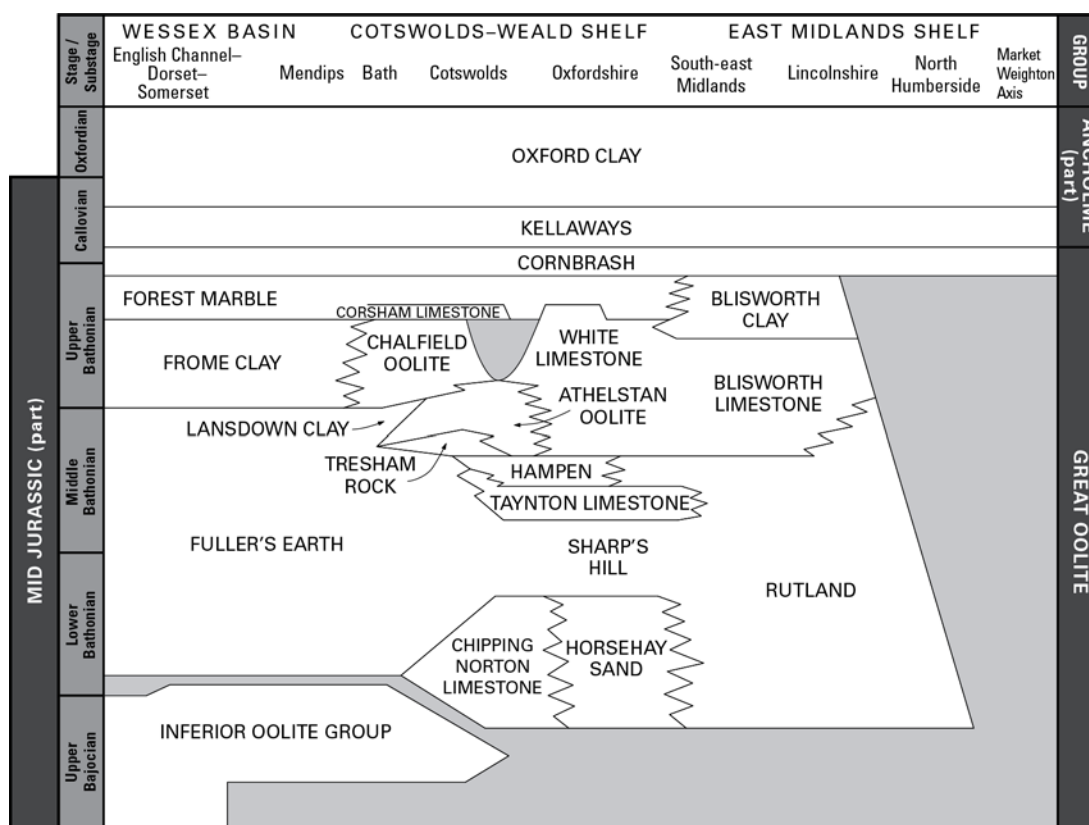 WESSEX BASIN
COTSWOLDS–WEALD SHELF
EAST MIDLANDS SHELF
Stage /
Substage
English Channel–
Dorset–
Somerset
Mendips
Bath
Cotswolds
Oxfordshire
South-east
Midlands
Lincolnshire
North
Humberside
Market
Weighton
Axis
GROUP
Oxfordian
OXFORD CLAY
ANCHOLME
(part)
Callovian
KELLAWAYS
CORNBRASH
MID JURASSIC (part)
Upper
Bathonian
FOREST MARBLE
CORSHAM LIMESTONE
BLISWORTH
CLAY
FROME CLAY
CHALFIELD
OOLITE
WHITE
LIMESTONE
ATHELSTAN
OOLITE
BLISWORTH
LIMESTONE
LANSDOWN CLAY
TRESHAM
ROCK
Middle
Bathonian
HAMPEN
TAYNTON LIMESTONE
GREAT OOLITE
FULLER'S EARTH
SHARP'S
HILL
RUTLAND
Lower
Bathonian
CHIPPING
NORTON
LIMESTONE
HORSEHAY
SAND
INFERIOR OOLITE GROUP
Upper
Bajocian